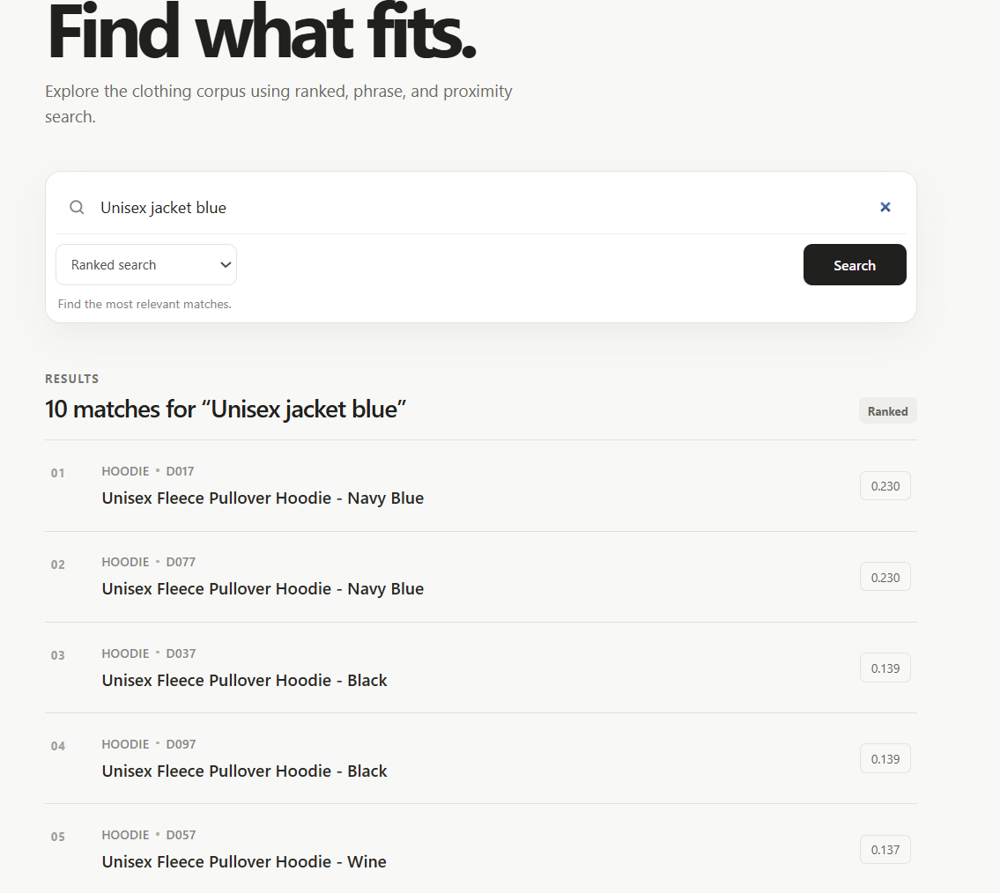 Find what fits.
Explore the clothing corpus using ranked, phrase, and proximity
search.
Unisex jacket blue
Ranked search
Search
Find the most relevant matches.
RESULTS
10 matches for “Unisex jacket blue”
Ranked
01
HOODIE • D017
Unisex Fleece Pullover Hoodie - Navy Blue
0.230
02
HOODIE • D077
Unisex Fleece Pullover Hoodie - Navy Blue
0.230
03
HOODIE • D037
Unisex Fleece Pullover Hoodie - Black
0.139
04
HOODIE • D097
Unisex Fleece Pullover Hoodie - Black
0.139
05
HOODIE • D057
Unisex Fleece Pullover Hoodie - Wine
0.137